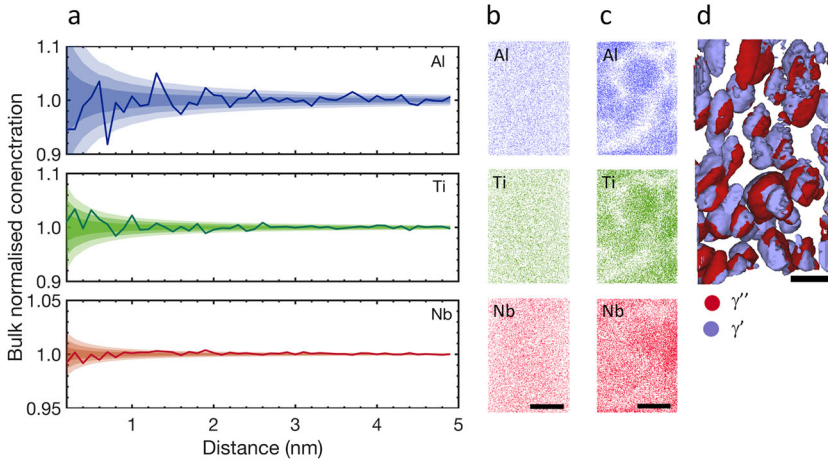 a
b
c
d
Bulk normalised conenctration
1.1
1.0
0.9
Al
1.1
1.0
0.9
Ti
1.05
1.0
0.95
Nb
1
2
3
4
5
Distance (nm)
Al
Ti
Nb
Al
Ti
Nb
γ''
γ'